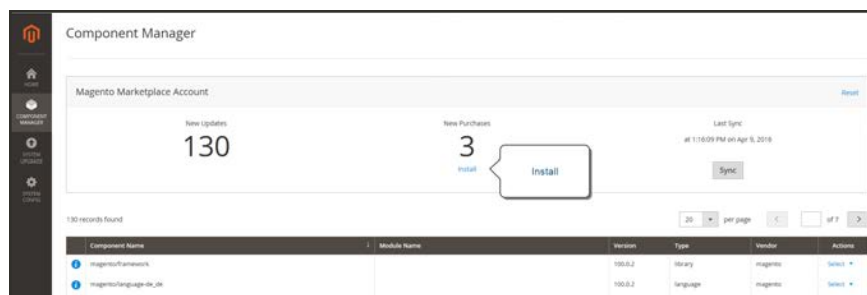 Component Manager
HOME
COMPONENT
MANAGER
SYSTEM
UPGRADE
SYSTEM
CONFIG
Magento Marketplace Account
Reset
New Updates
New Purchases
Last Sync
130
3
at 1:16:09 PM on Apr 9, 2016
Install
Install
Sync
130 records found
20 per page of 7
Component Name Module Name Version Type Vendor Actions
magento/framework 100.0.2 library magento Select
magento/language-de_de 100.0.2 language magento Select